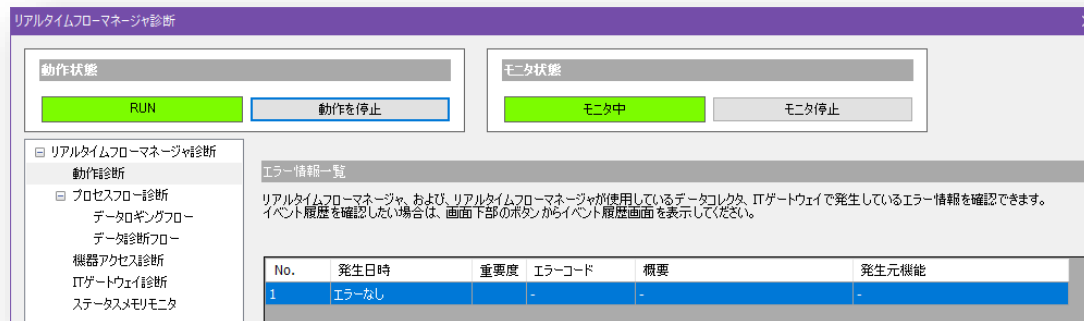 リアルタイムフローマネージャ診断
動作状態
モニタ状態
RUN
動作を停止
モニタ中
モニタ停止
リアルタイムフローマネージャ診断
動作診断
プロセスフロー診断
データロギングフロー
データ診断フロー
機器アクセス診断
ITゲートウェイ診断
ステータスメモリモニタ
エラー情報一覧
リアルタイムフローマネージャ、および、リアルタイムフローマネージャが使用しているデータコレクタ、ITゲートウェイで発生しているエラー情報を確認できます。
イベント履歴を確認したい場合は、画面下部のボタンからイベント履歴画面を表示してください。
No. 発生日時 重要度 エラーコード 概要 発生元機能
1 エラーなし - - -